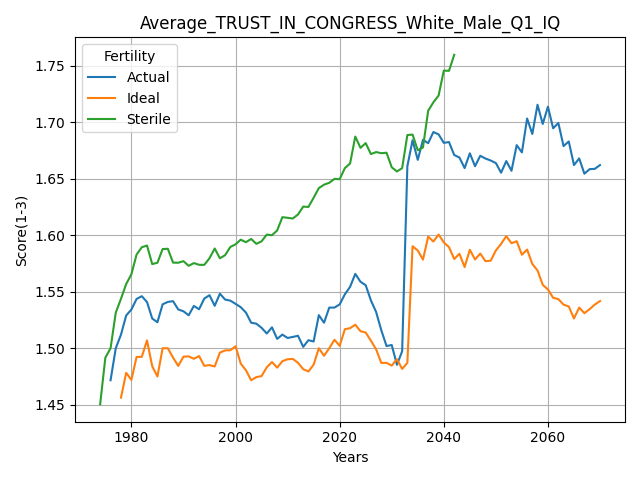 Average_TRUST_IN_CONGRESS_White_Male_Q1_IQ
Fertility
Actual
Ideal
Sterile
Score(1-3)
1.75
1.70
1.65
1.60
1.55
1.50
1.45
1980
2000
2020
2040
2060
Years